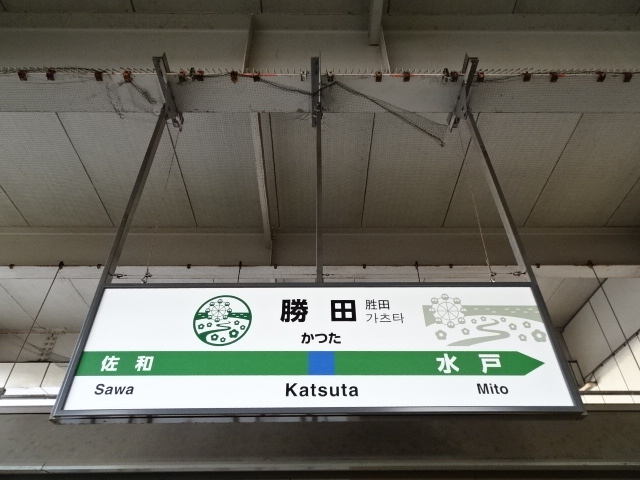 勝田
胜田
가츠타
かつた
佐和
水戸
Sawa
Katsuta
Mito